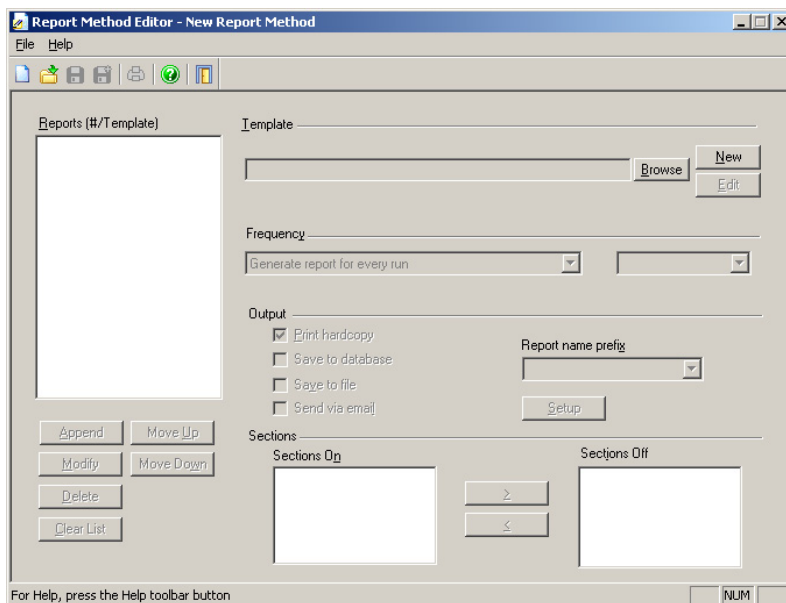 Report Method Editor - New Report Method
File Help
Reports (#/Template)
Template
Browse
New
Edit
Frequency
Generate report for every run
Output
Print hardcopy
Save to database
Save to file
Send via email
Report name prefix
Setup
Append
Move Up
Modify
Move Down
Delete
Clear List
Sections
Sections On
Sections Off
≥
≤
For Help, press the Help toolbar button
NUM